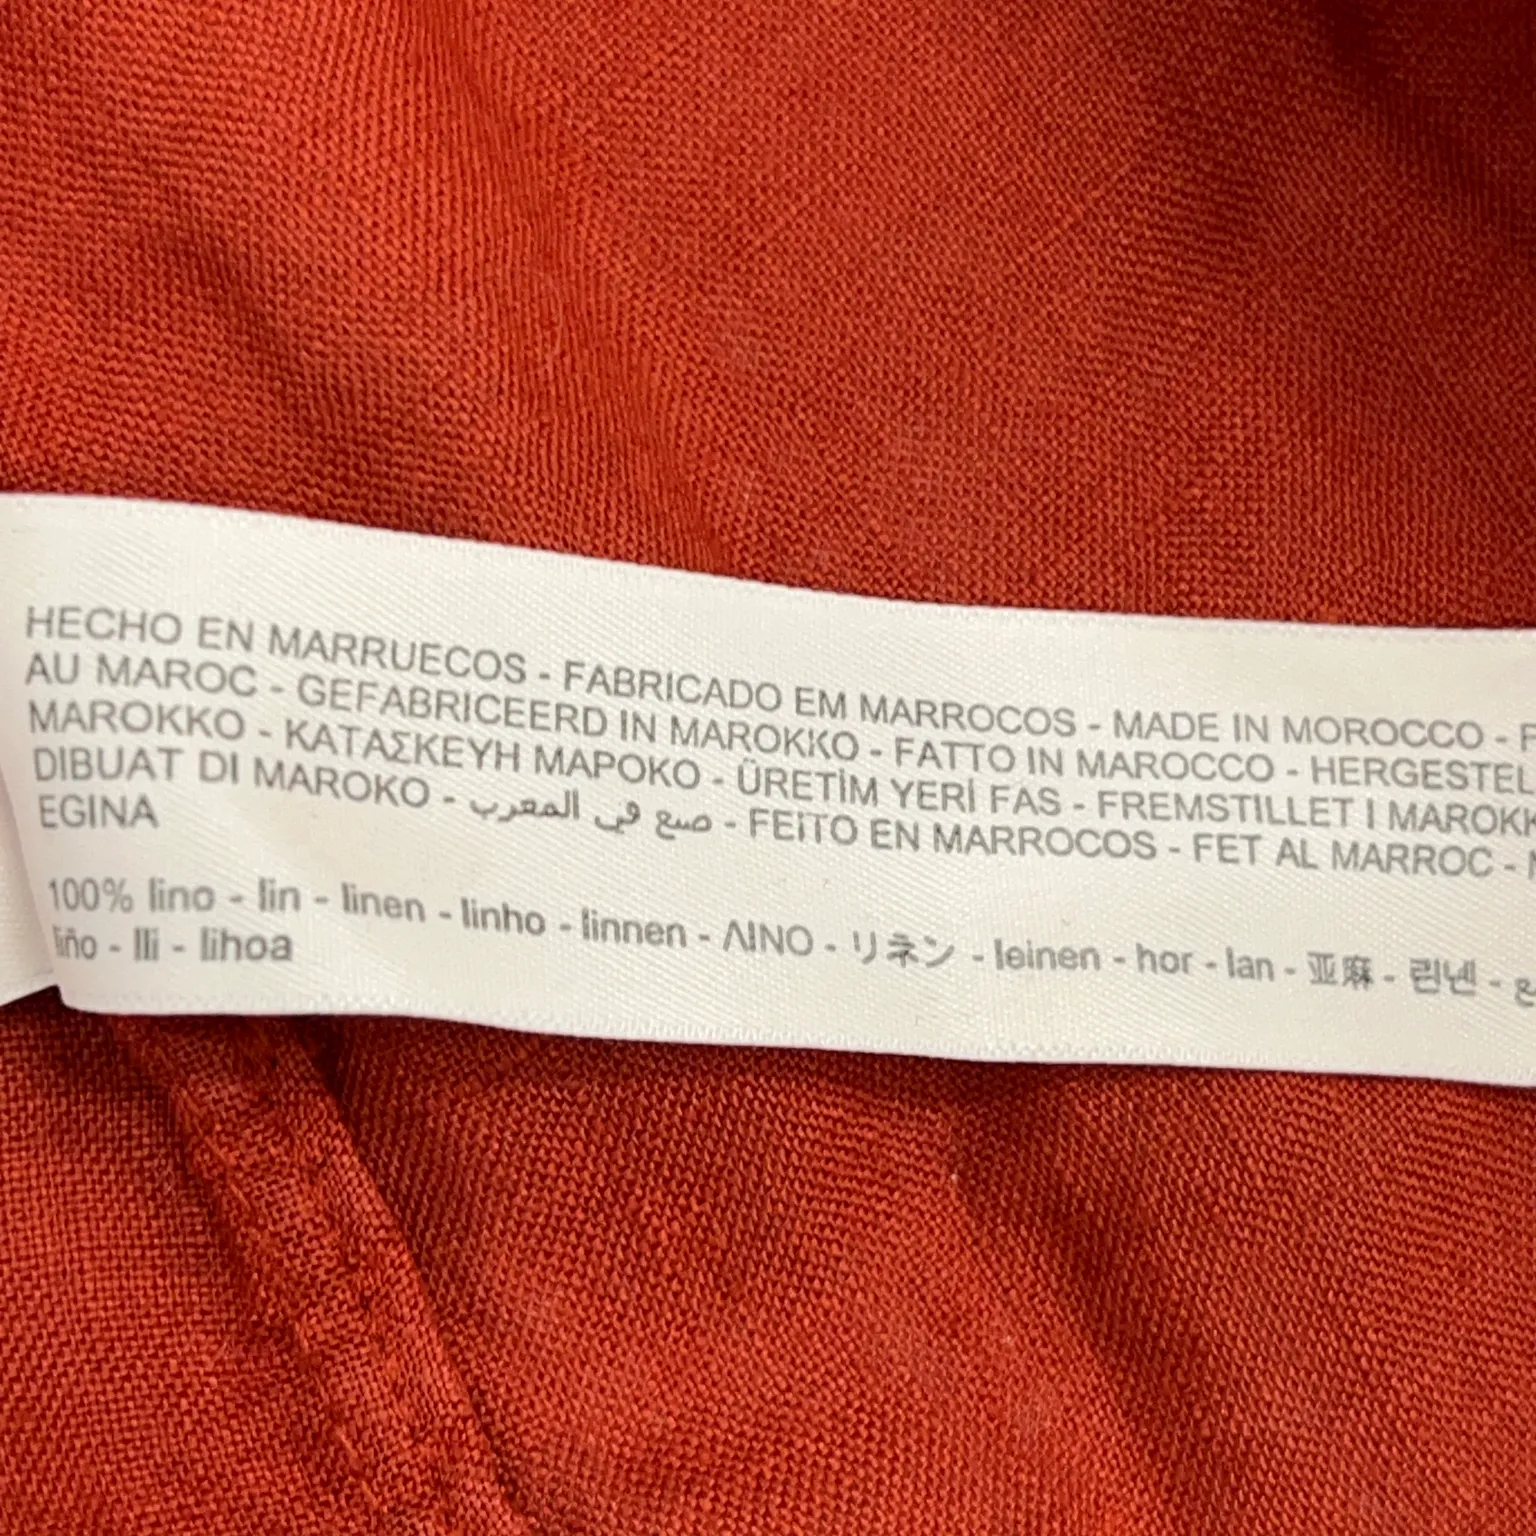 HECHO EN MARRUECOS - FABRICADO EM MARROCOS - MADE IN MOROCCO - F
AU MAROC - GEFABRICEERD IN MAROKKO - FATTO IN MAROCCO - HERGESTEL
MAROKKO - ΚΑΤΑΣΚΕΥΗ ΜΑΡΟΚΟ - ÜRETİM YERİ FAS - FREMSTILLET I MAROKK
DIBUAT DI MAROKO - صنع في المغرب - FEITO EN MARROCOS - FET AL MARROC -
EGINA
100% lino - lin - linen - linho - linnen - ΛΙΝΟ - リネン - leinen - hor - lan - 亚麻 - 린넨 -
liño - lli - lihoa